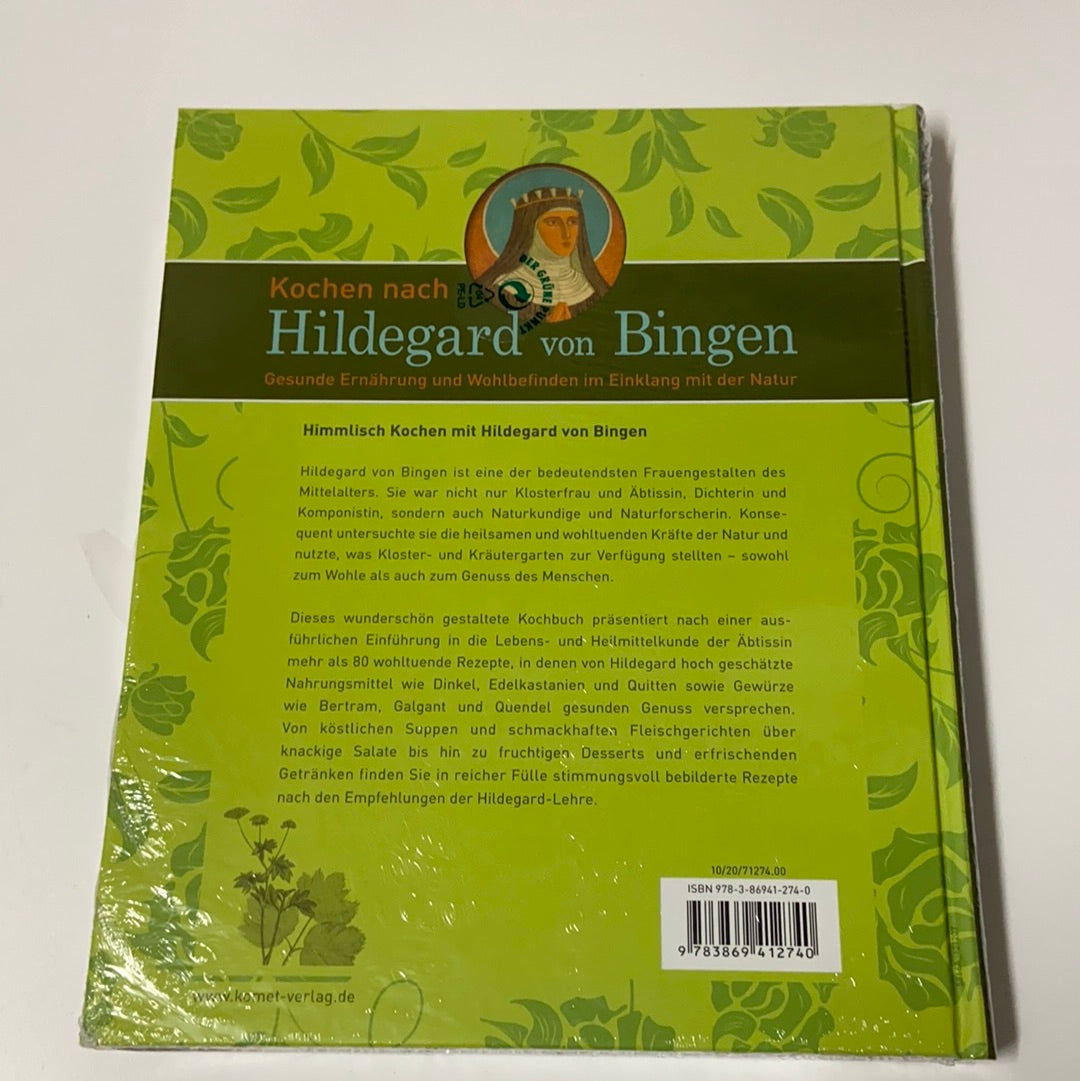 DER GRÜNE PUNKT
04
PE-LD
Kochen nach
Hildegard von Bingen
Gesunde Ernährung und Wohlbefinden im Einklang mit der Natur
Himmlisch Kochen mit Hildegard von Bingen
Hildegard von Bingen ist eine der bedeutendsten Frauengestalten des
Mittelalters. Sie war nicht nur Klosterfrau und Äbtissin, Dichterin und
Komponistin, sondern auch Naturkundige und Naturforscherin. Konse-
quent untersuchte sie die heilsamen und wohltuenden Kräfte der Natur und
nutzte, was Kloster- und Kräutergarten zur Verfügung stellten – sowohl
zum Wohle als auch zum Genuss des Menschen.
Dieses wunderschön gestaltete Kochbuch präsentiert nach einer aus-
führlichen Einführung in die Lebens- und Heilmittelkunde der Äbtissin
mehr als 80 wohltuende Rezepte, in denen von Hildegard hoch geschätzte
Nahrungsmittel wie Dinkel, Edelkastanien und Quitten sowie Gewürze
wie Bertram, Galgant und Quendel gesunden Genuss versprechen.
Von köstlichen Suppen und schmackhaften Fleischgerichten über
knackige Salate bis hin zu fruchtigen Desserts und erfrischenden
Getränken finden Sie in reicher Fülle stimmungsvoll bebilderte Rezepte
nach den Empfehlungen der Hildegard-Lehre.
10/20/71274.00
ISBN 978-3-86941-274-0
9 783869 412740
www.komet-verlag.de